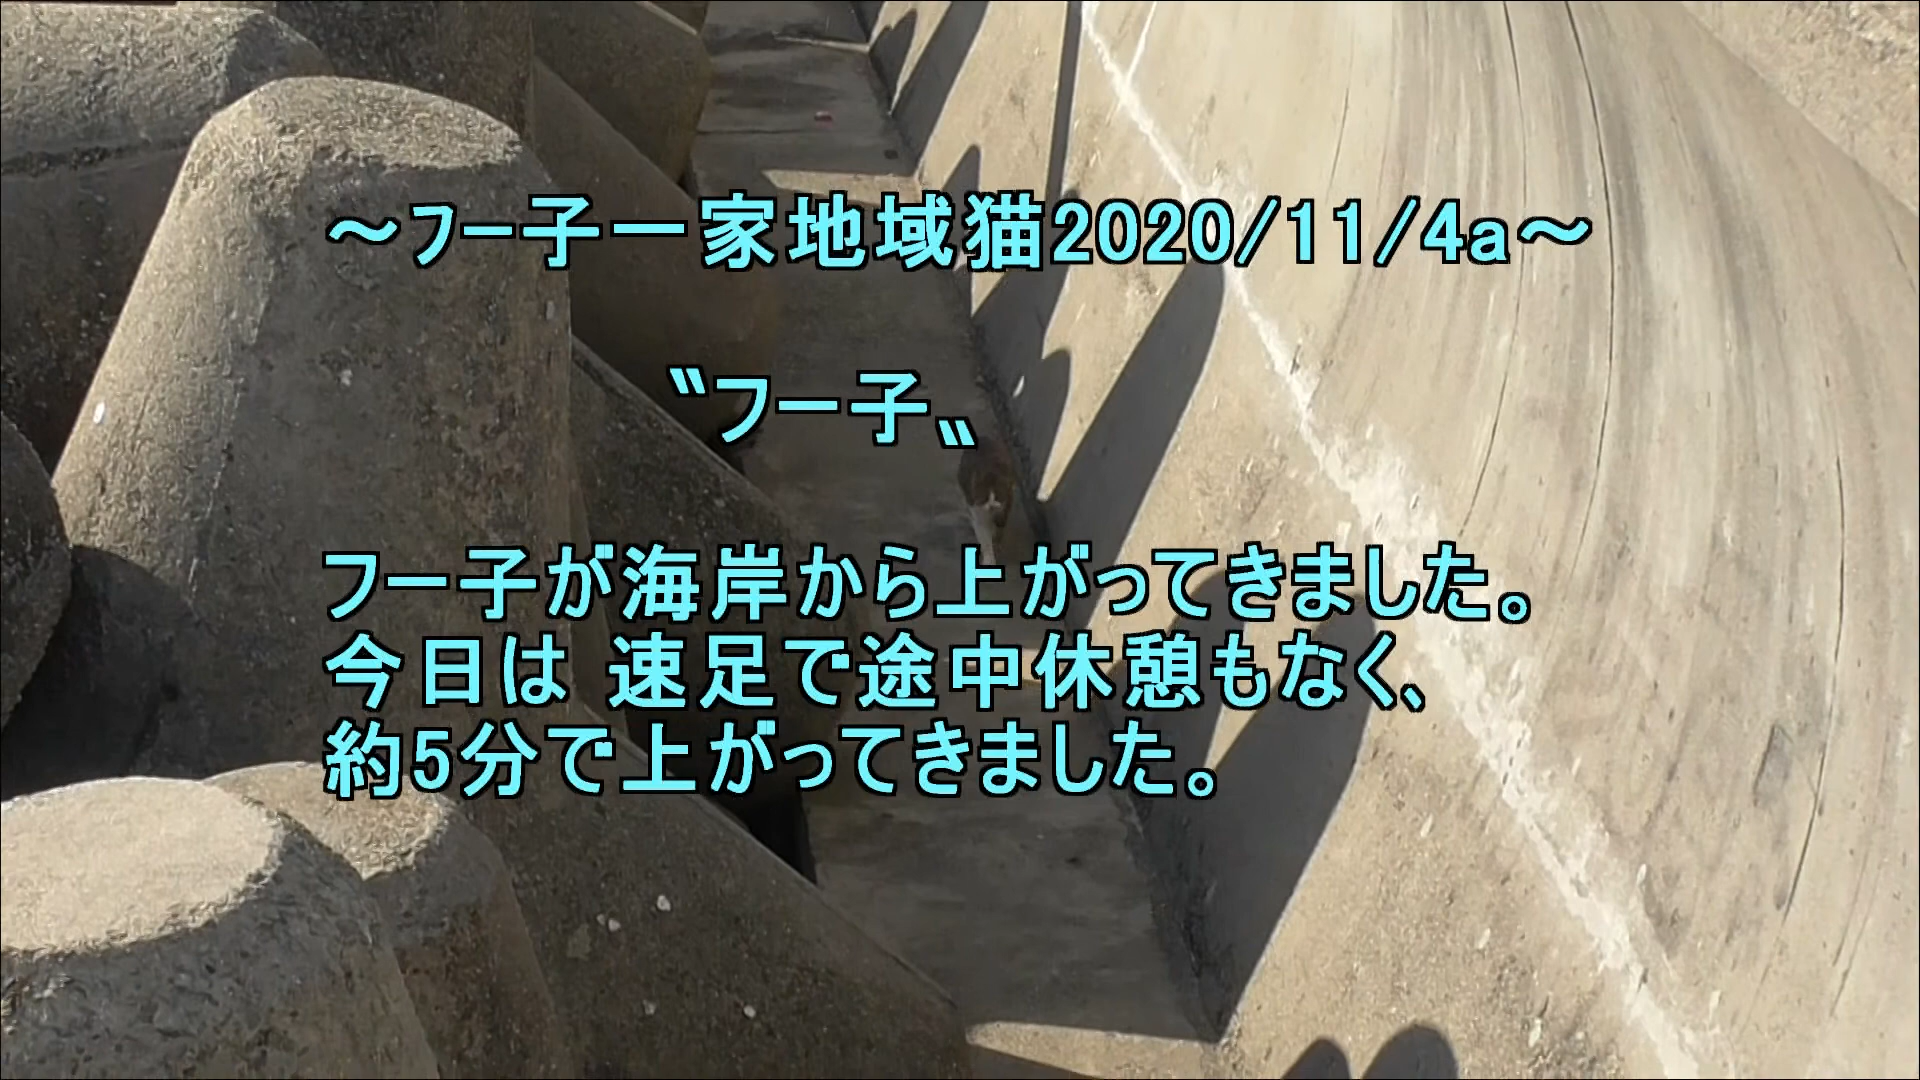 ～フー子一家地域猫2020/11/4a～
〝フー子〟
フー子が海岸から上がってきました。
今日は 速足で途中休憩もなく、
約5分で上がってきました。